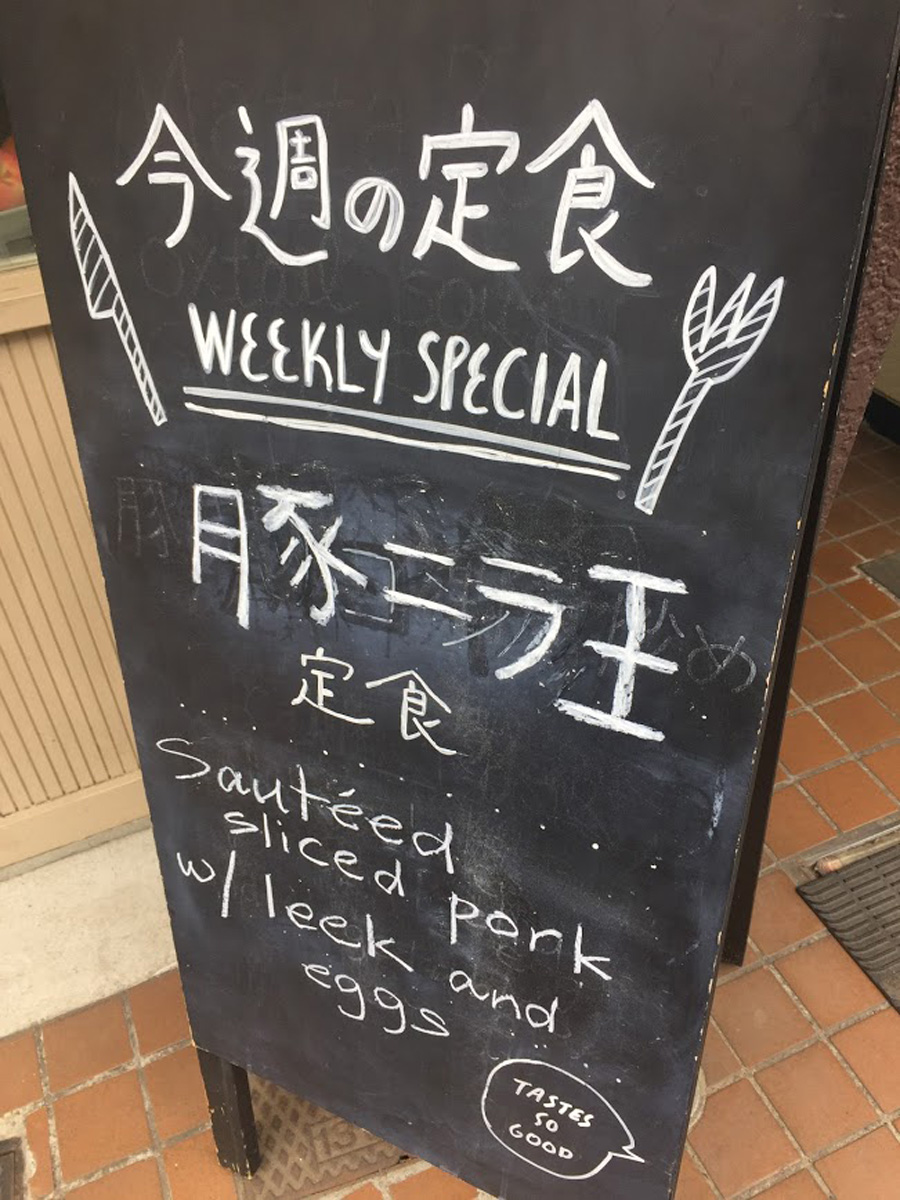 今週の定食
WEEKLY SPECIAL
豚ニラ玉
定食
Sautéed
sliced pork
w/ leek and
eggs
TASTES
SO
GOOD